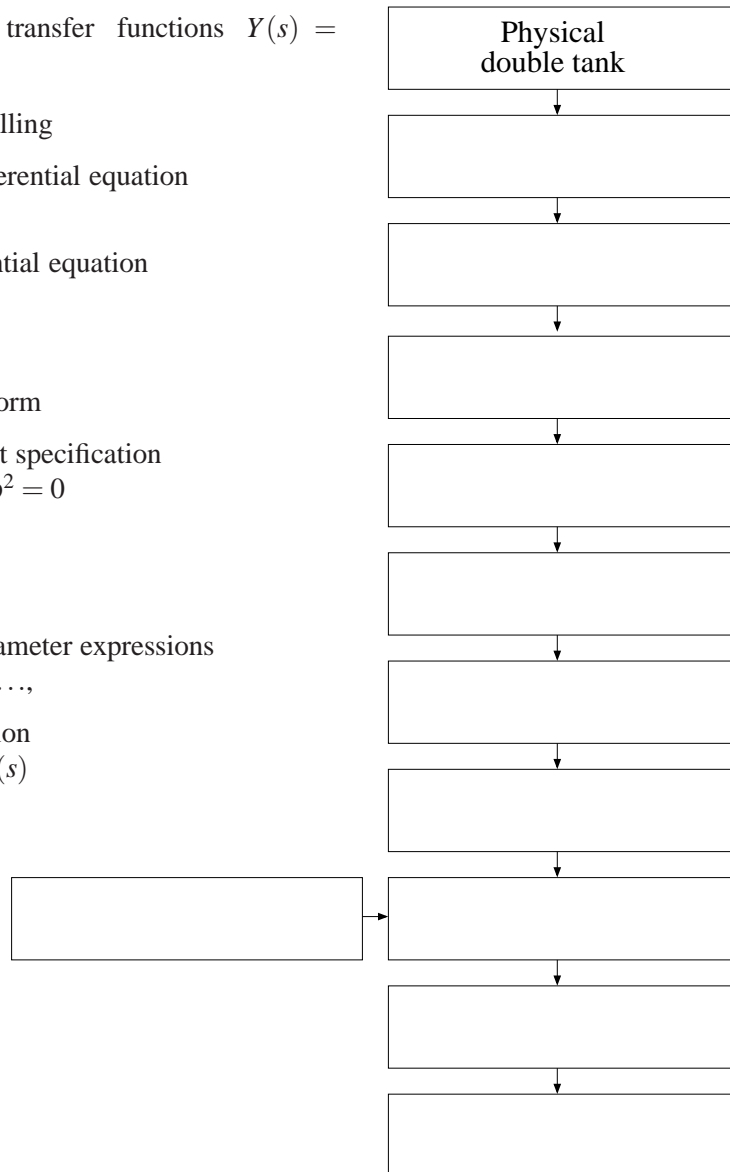 transfer functions Y(s) =
lling
erential equation
tial equation
orm
t specification
² = 0
ameter expressions
...,
on
(s)
Physical
double tank